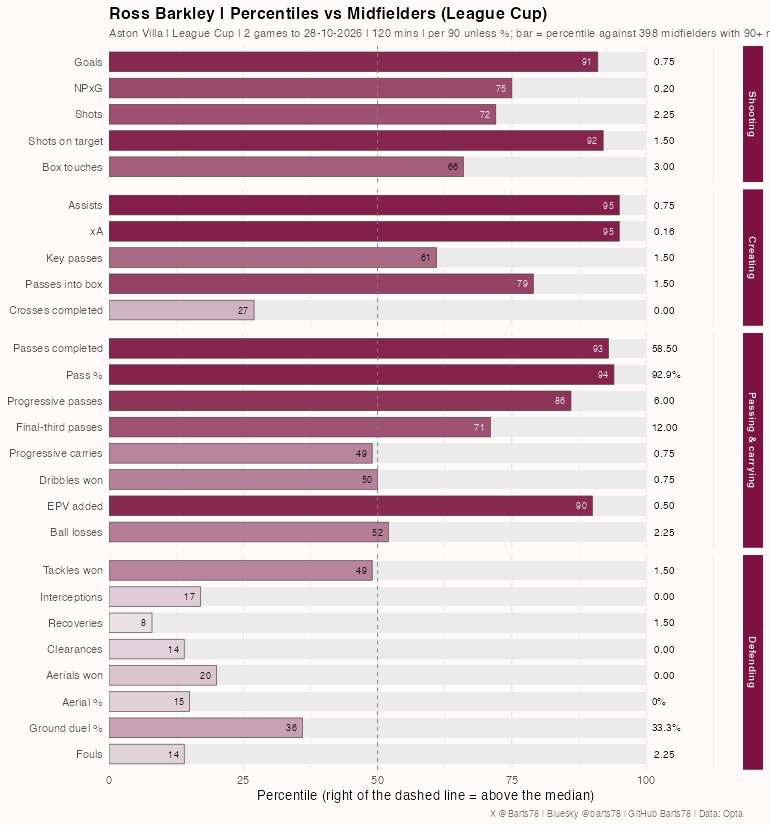 Ross Barkley | Percentiles vs Midfielders (League Cup)
Aston Villa | League Cup | 2 games to 28-10-2026 | 120 mins | per 90 unless %; bar = percentile against 398 midfielders with 90+
Shooting
Goals 91 0.75
NPxG 75 0.20
Shots 72 2.25
Shots on target 92 1.50
Box touches 66 3.00
Creating
Assists 95 0.75
xA 95 0.16
Key passes 61 1.50
Passes into box 79 1.50
Crosses completed 27 0.00
Passing & carrying
Passes completed 93 58.50
Pass % 94 92.9%
Progressive passes 86 6.00
Final-third passes 71 12.00
Progressive carries 49 0.75
Dribbles won 50 0.75
EPV added 90 0.50
Ball losses 52 2.25
Defending
Tackles won 49 1.50
Interceptions 17 0.00
Recoveries 8 1.50
Clearances 14 0.00
Aerials won 20 0.00
Aerial % 15 0%
Ground duel % 36 33.3%
Fouls 14 2.25
0 25 50 75 100
Percentile (right of the dashed line = above the median)
X @Barts78 | Bluesky @barts78 | GitHub Barts78 | Data: Opta